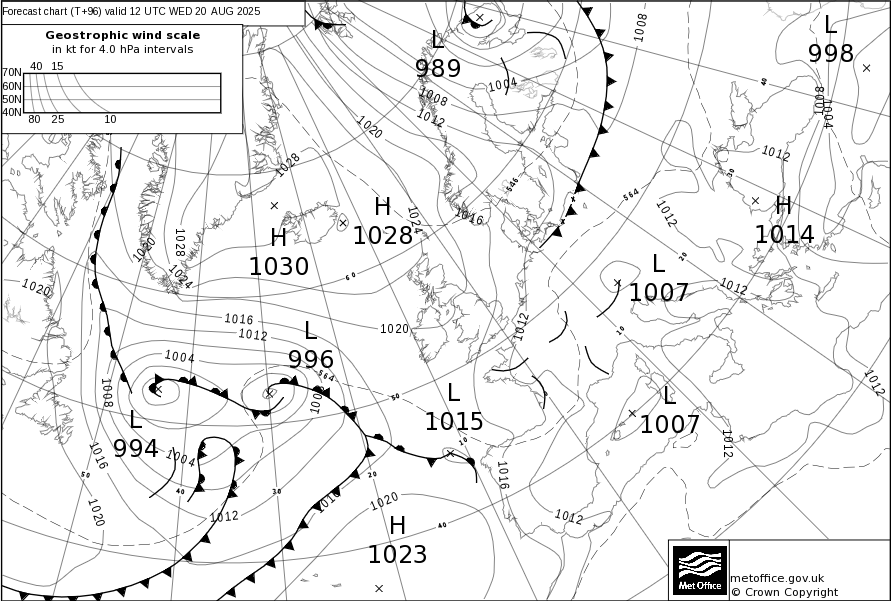 Forecast chart (T+96) valid 12 UTC WED 20 AUG 2025
Geostrophic wind scale
in kt for 4.0 hPa intervals
40 15
70N
60N
50N
40N
80 25 10
L
989
L
998
1008
1004
1008
1012
1020
1004
1008
40
1012
30
1028
546
564
1016
1024
1012
H
1028
H
1030
H
1014
1020
1028
1024
60
20
L
1007
1012
1020
1016
1012
1020
1012
10
L
996
1004
564
1008
1008
50
L
1015
L
1007
1012
L
994
1004
10
1012
1016
1016
50
40
30
20
1020
1012
1016
1020
40
1012
H
1023
Met Office
metoffice.gov.uk
© Crown Copyright